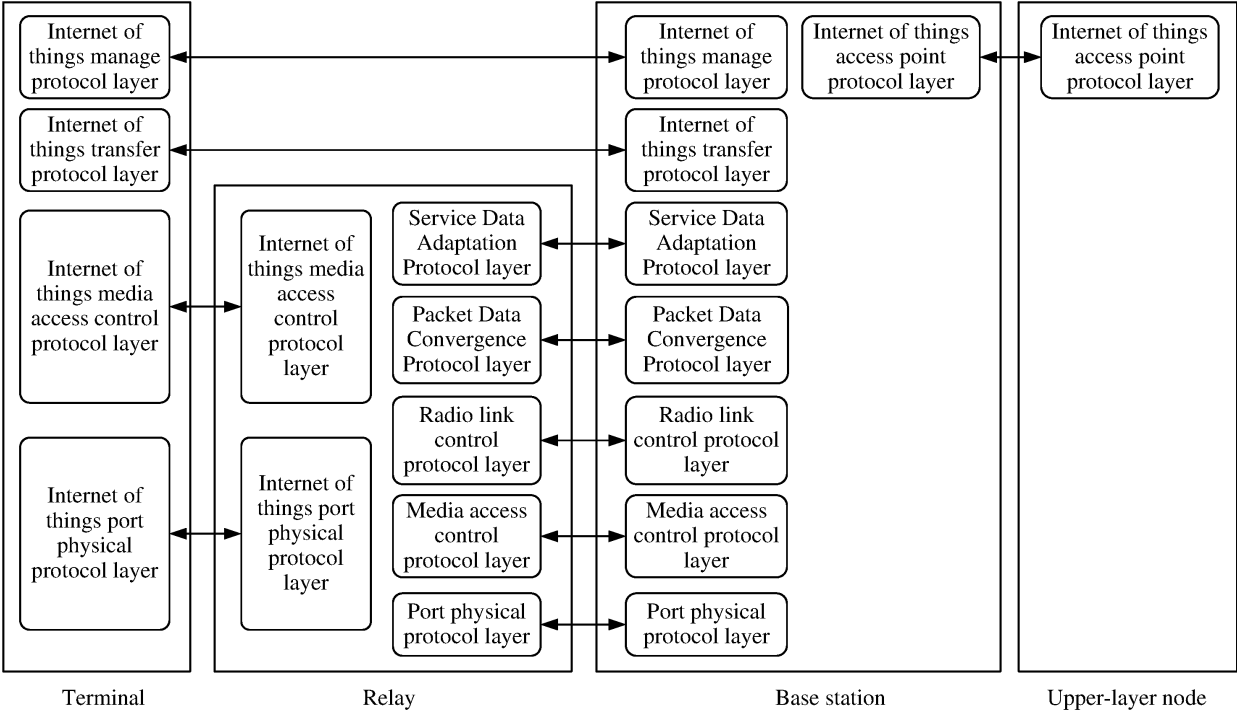 Internet of
things manage
protocol layer
Internet of
things transfer
protocol layer
Internet of
things media
access control
protocol layer
Internet of
things port
physical
protocol layer
Terminal
Internet of
things media
access
control
protocol
layer
Internet of
things port
physical
protocol
layer
Service Data
Adaptation
Protocol layer
Packet Data
Convergence
Protocol layer
Radio link
control
protocol layer
Media access
control
protocol layer
Port physical
protocol layer
Relay
Internet of
things manage
protocol layer
Internet of
things transfer
protocol layer
Service Data
Adaptation
Protocol layer
Packet Data
Convergence
Protocol layer
Radio link
control protocol
layer
Media access
control protocol
layer
Port physical
protocol layer
Internet of things
access point
protocol layer
Base station
Internet of things
access point
protocol layer
Upper-layer node